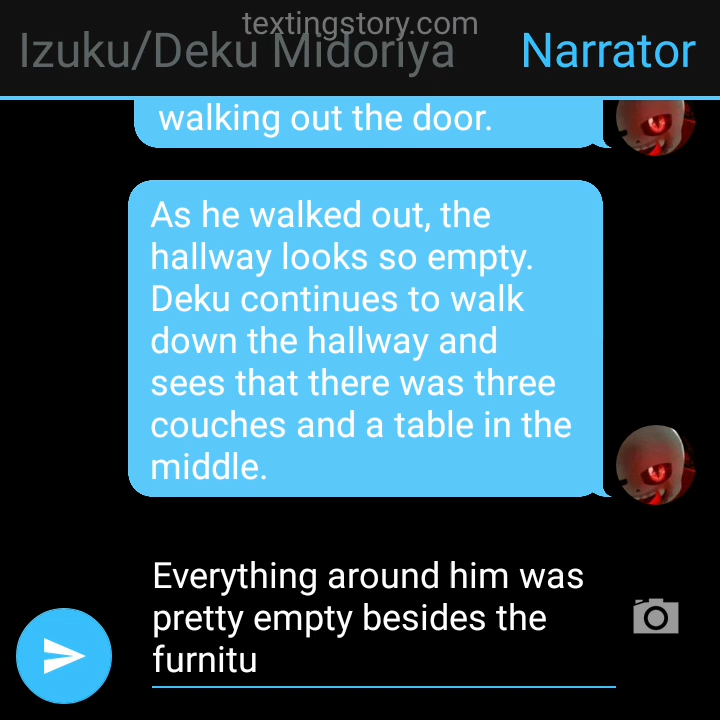 textingstory.com
Izuku/Deku Midoriya
Narrator
walking out the door.
As he walked out, the
hallway looks so empty.
Deku continues to walk
down the hallway and
sees that there was three
couches and a table in the
middle.
Everything around him was
pretty empty besides the
furnitu